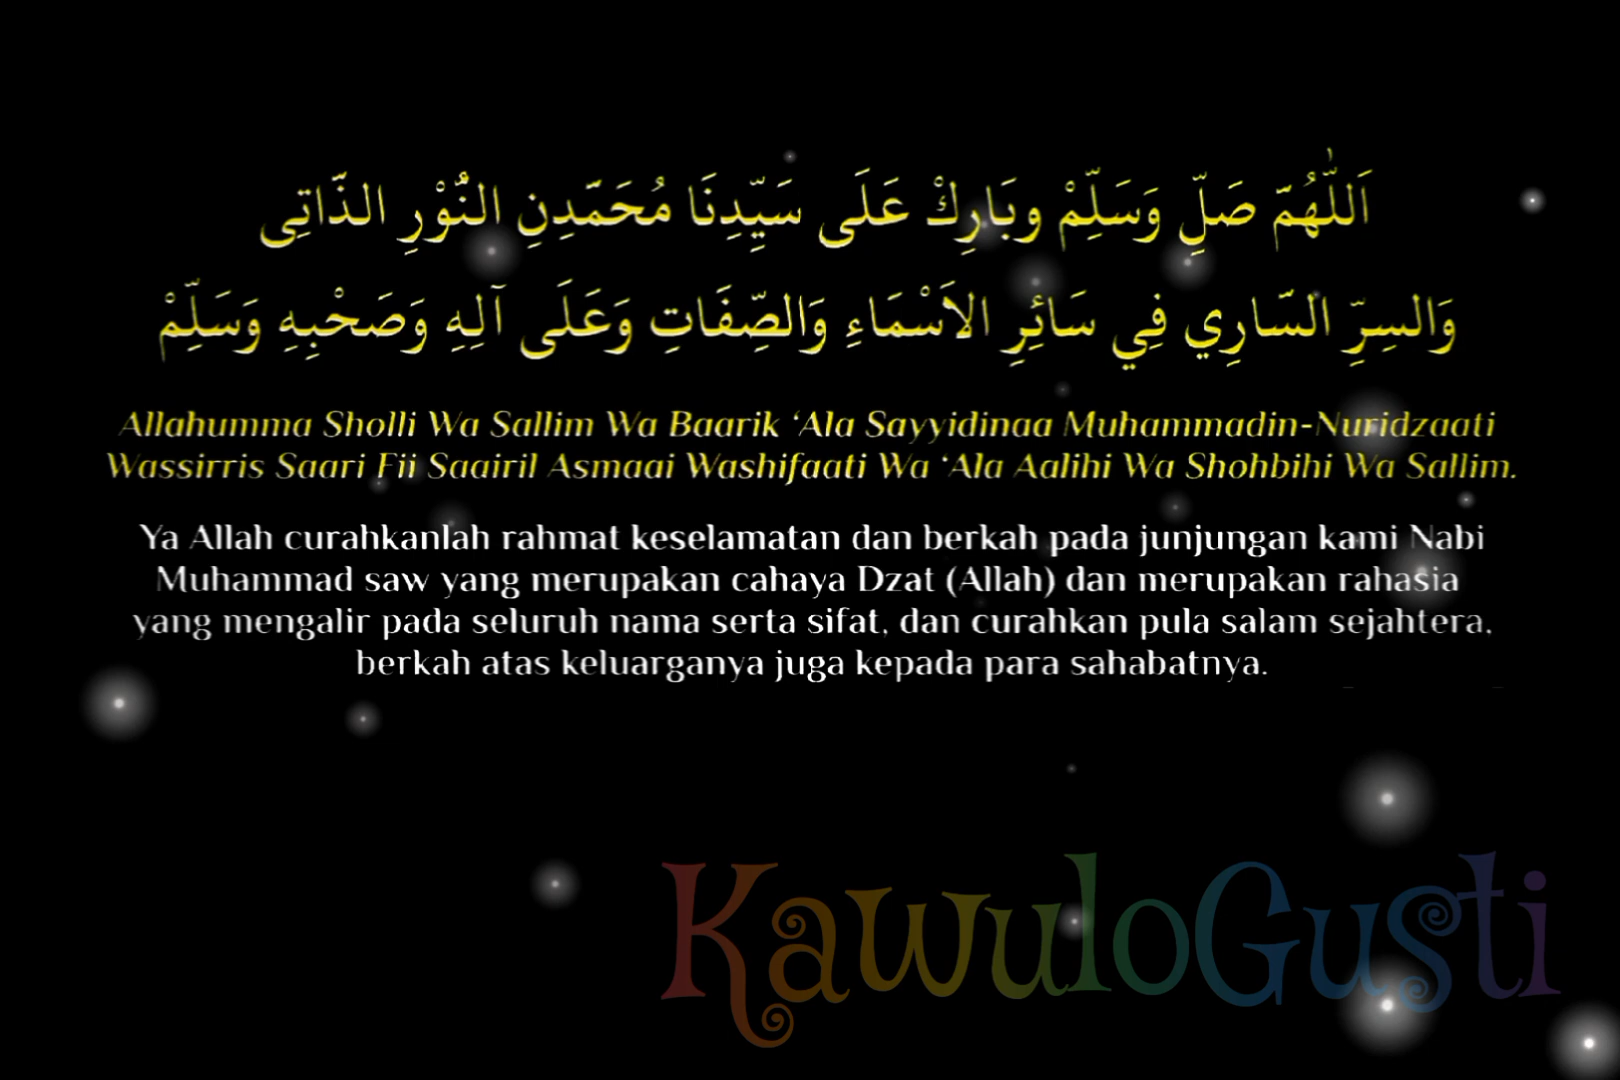 اَللّٰهُمَّ صَلِّ وَسَلِّمْ وبَارِكْ عَلَى سَيِّدِنَا مُحَمَّدِنِ النُّوْرِ الذَّاتِى
وَالسِرِّ السَّارِي فِي سَائِرِ الاَسْمَاءِ وَالصِّفَاتِ وَعَلَى آلِهِ وَصَحْبِهِ وَسَلِّمْ
Allahumma Sholli Wa Sallim Wa Baarik ‘Ala Sayyidinaa Muhammadin-Nuridzaati
Wassirris Saari Fii Saairil Asmaai Washifaati Wa ‘Ala Aalihi Wa Shohbihi Wa Sallim.
Ya Allah curahkanlah rahmat keselamatan dan berkah pada junjungan kami Nabi
Muhammad saw yang merupakan cahaya Dzat (Allah) dan merupakan rahasia
yang mengalir pada seluruh nama serta sifat, dan curahkan pula salam sejahtera,
berkah atas keluarganya juga kepada para sahabatnya.
KawuloGusti